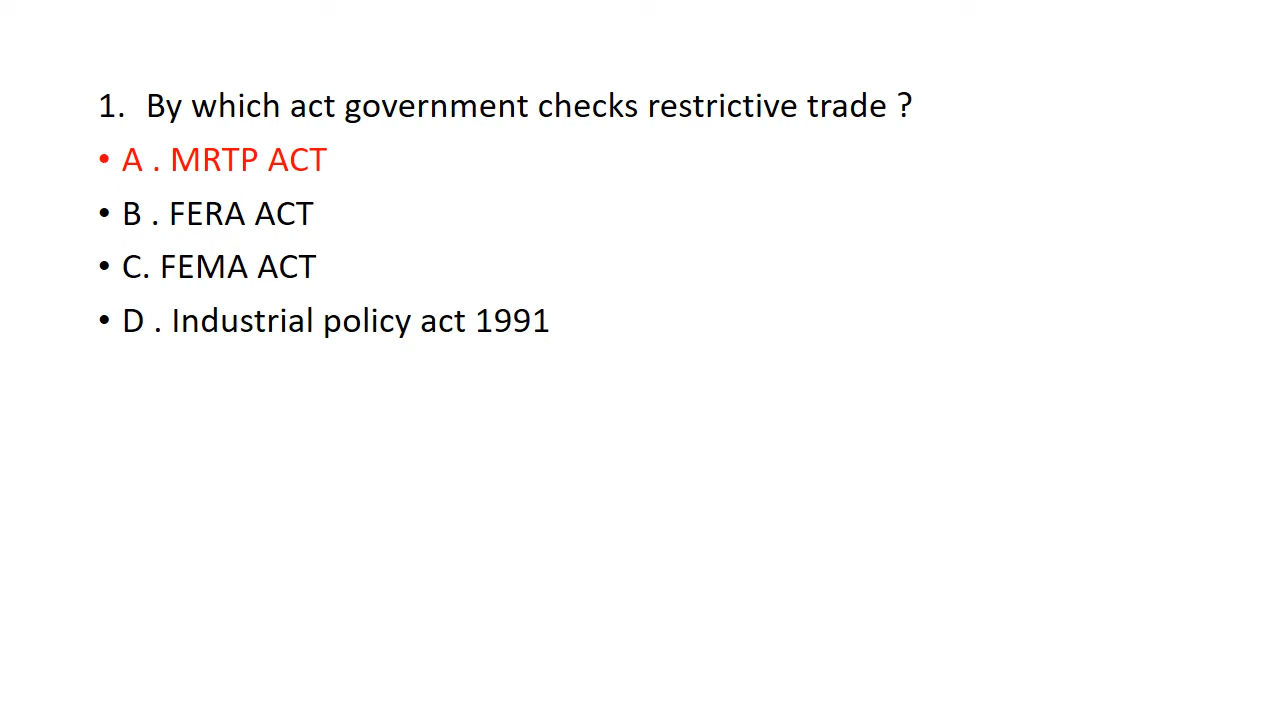 1. By which act government checks restrictive trade ?
• A . MRTP ACT
• B . FERA ACT
• C. FEMA ACT
• D . Industrial policy act 1991